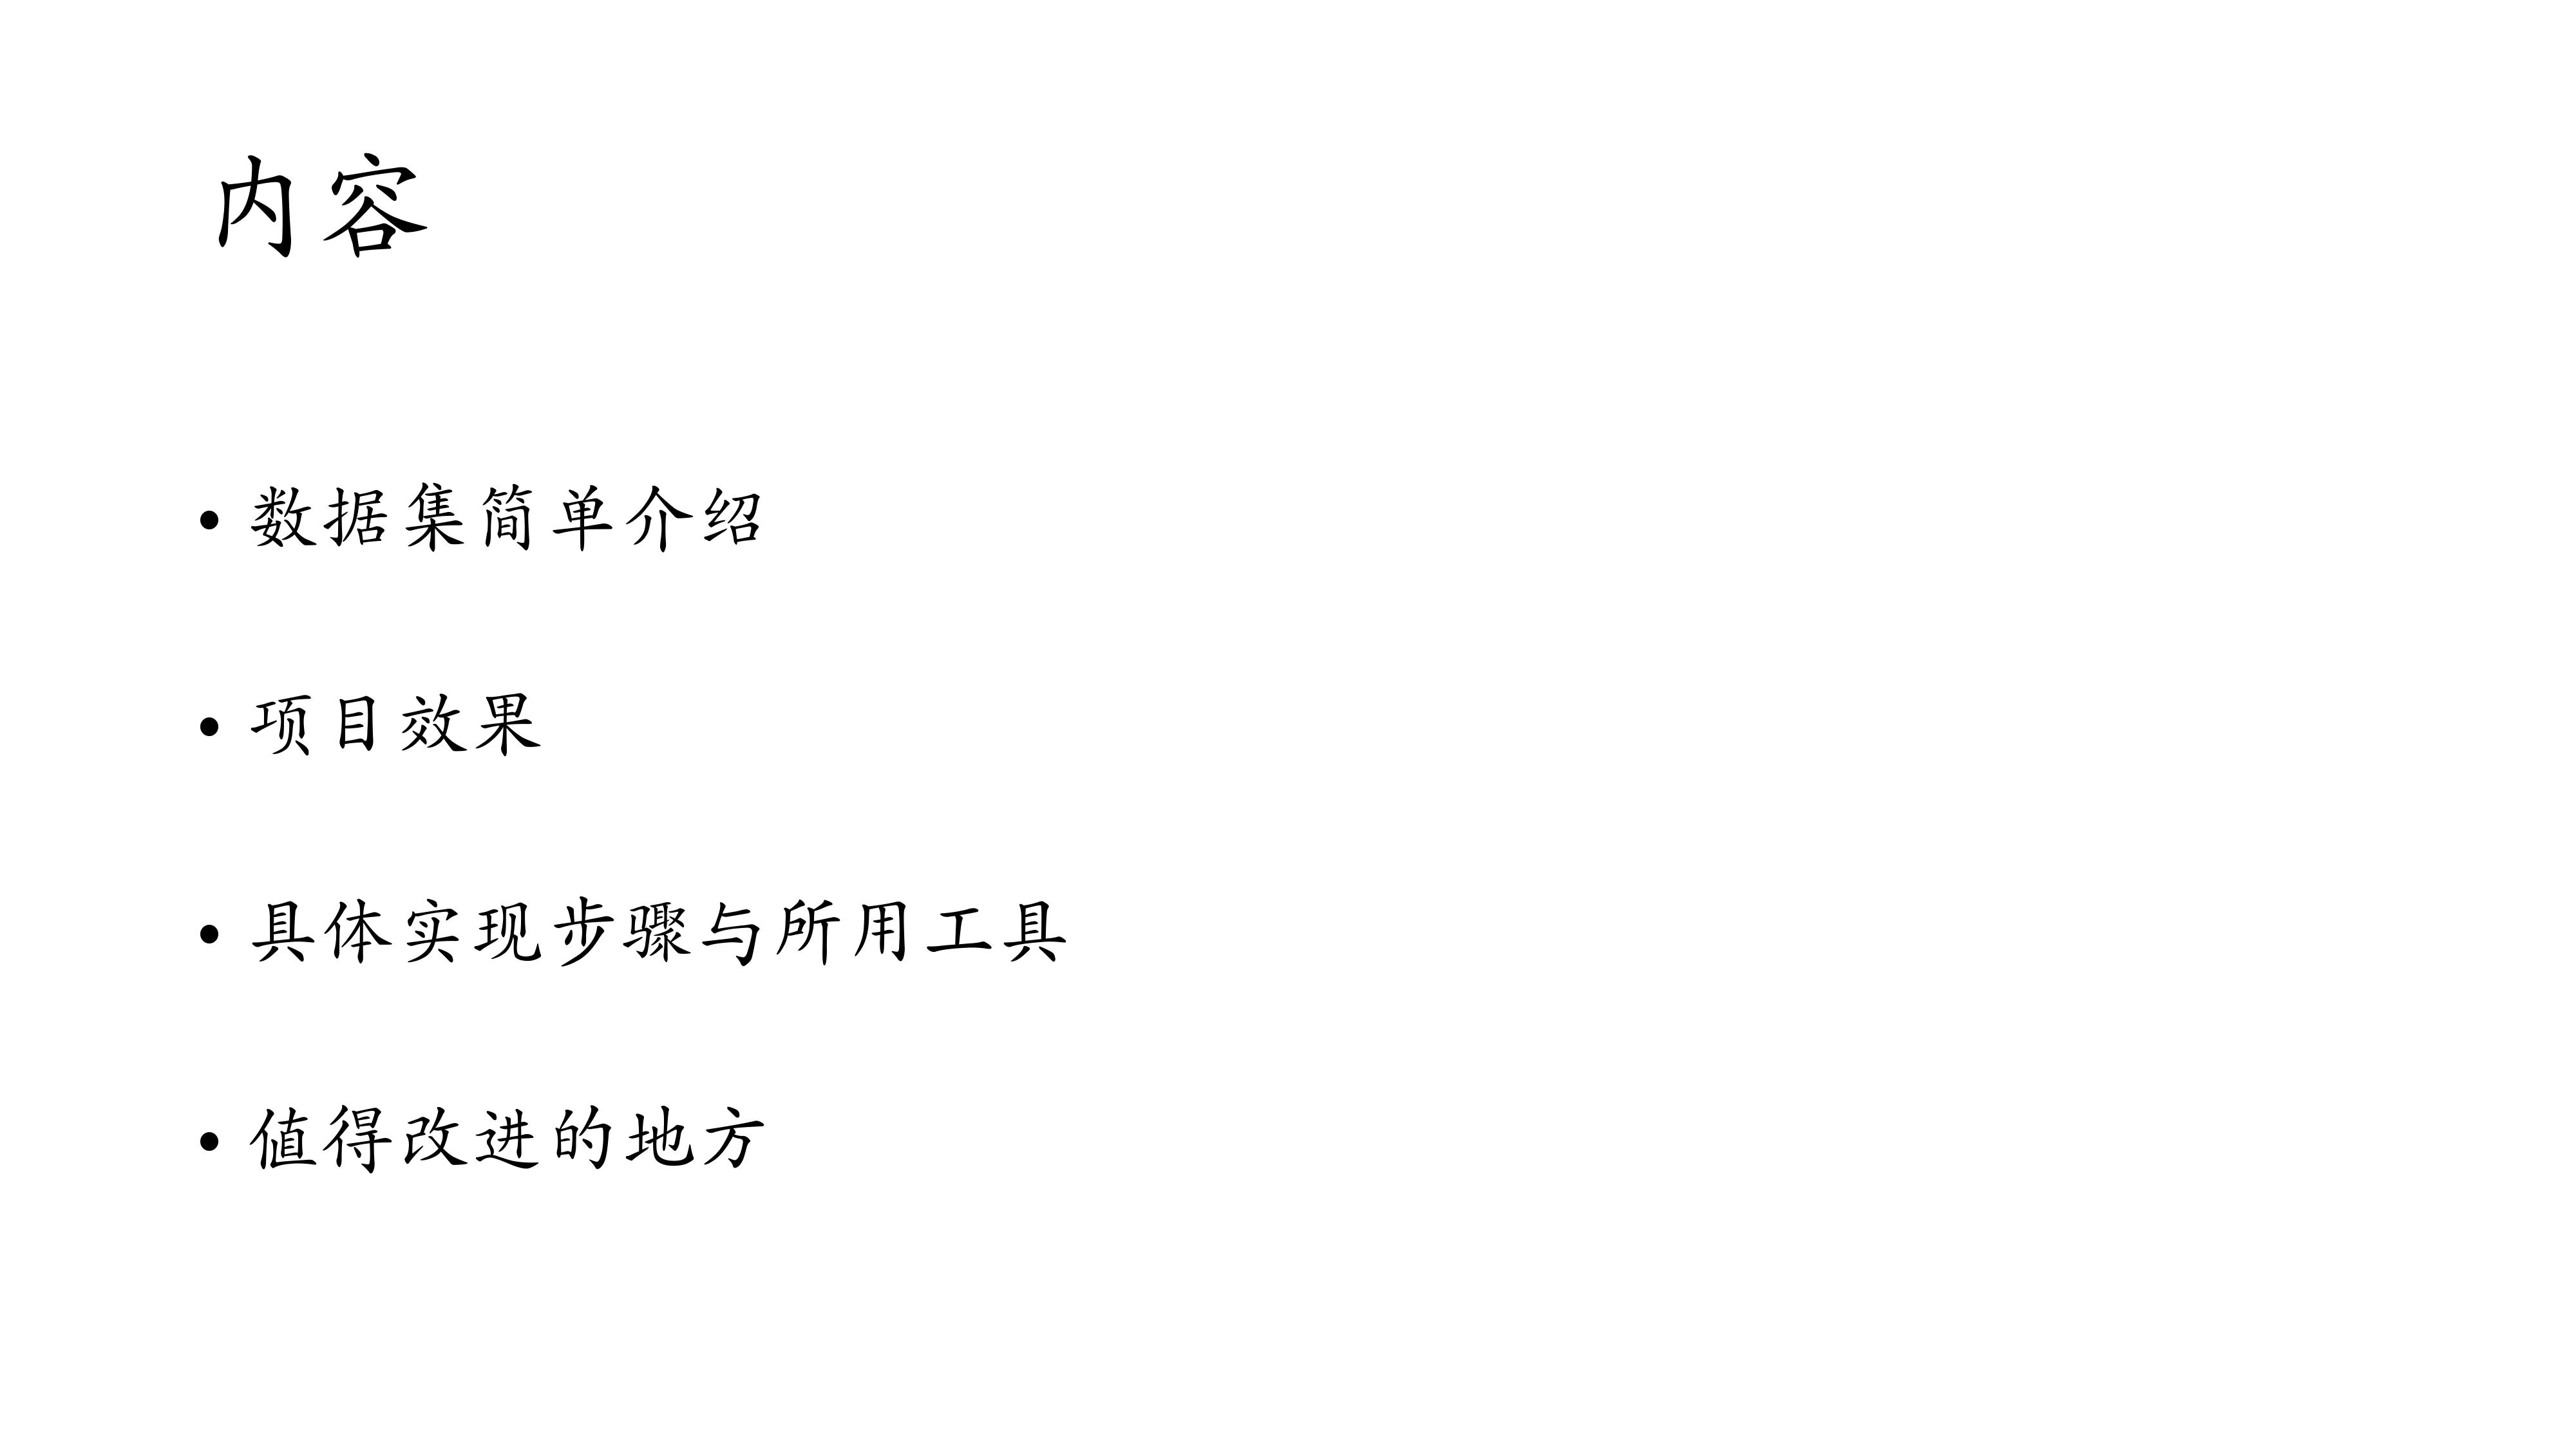 内容
• 数据集简单介绍
• 项目效果
• 具体实现步骤与所用工具
• 值得改进的地方